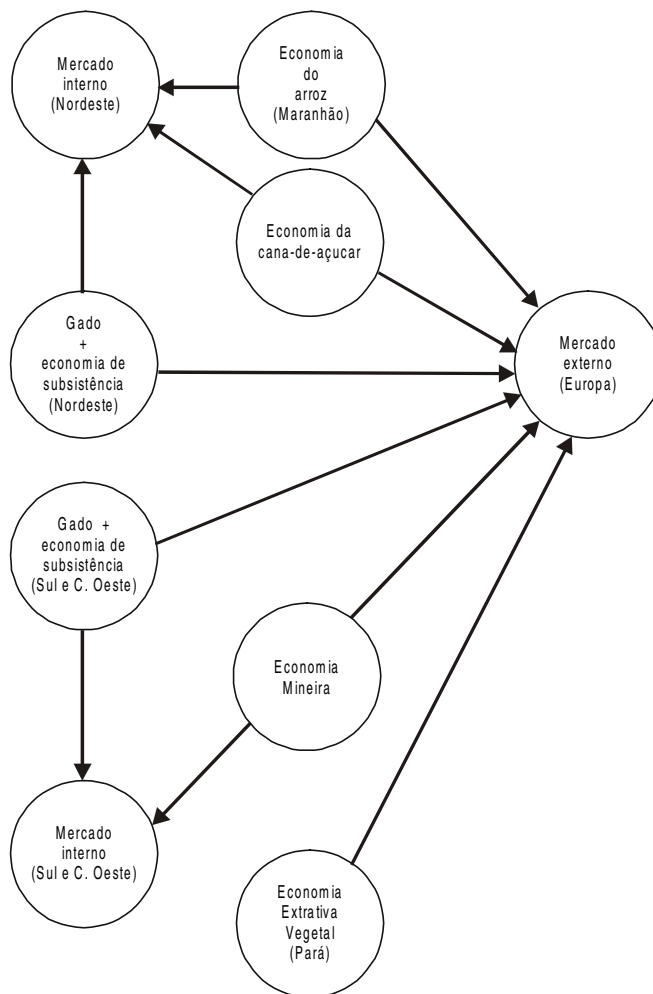 Mercado
interno
(Nordeste)
Economia
do
arroz
(Maranhão)
Economia da
cana-de-açucar
Gado
+
economia de
subsistência
(Nordeste)
Mercado
externo
(Europa)
Gado +
economia de
subsistência
(Sul e C. Oeste)
Economia
Mineira
Mercado
interno
(Sul e C. Oeste)
Economia
Extrativa
Vegetal
(Pará)